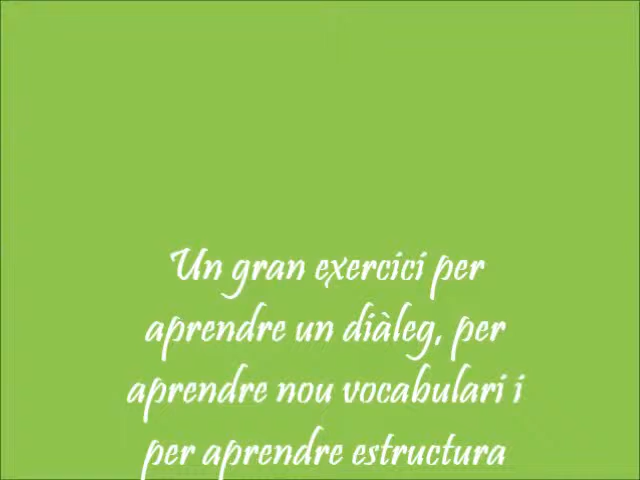 Un gran exercici per
aprendre un diàleg, per
aprendre nou vocabulari i
per aprendre estructura